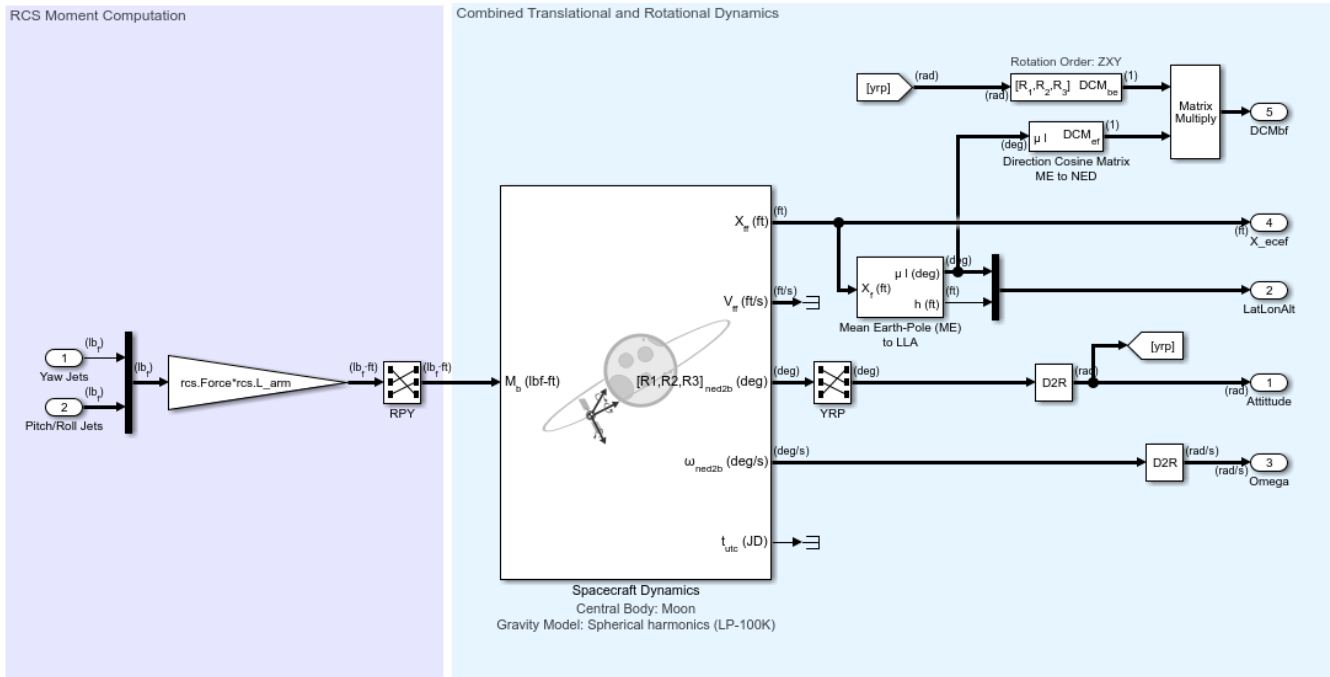 RCS Moment Computation
Combined Translational and Rotational Dynamics
Rotation Order: ZXY
[yrp]
(rad)
(rad)
[R1,R2,R3] DCMbe
(1)
Matrix
Multiply
5
DCMbf
(deg)
μ l DCMef
(1)
Direction Cosine Matrix
ME to NED
Xff (ft)
(ft)
(ft)
4
X_ecef
Xf (ft)
μ l (deg)
h (ft)
(deg)
(ft)
Mean Earth-Pole (ME)
to LLA
2
LatLonAlt
Vff (ft/s)
(ft/s)
1
Yaw Jets
(lbf)
2
Pitch/Roll Jets
(lbf)
(lbf)
rcs.Force*rcs.L_arm
(lbf-ft)
RPY
(lbf-ft)
Mb (lbf-ft)
[R1,R2,R3]ned2b (deg)
(deg)
YRP
(deg)
D2R
(rad)
[yrp]
(rad)
1
Attittude
ωned2b (deg/s)
(deg/s)
D2R
(rad/s)
(rad/s)
3
Omega
tutc (JD)
Spacecraft Dynamics
Central Body: Moon
Gravity Model: Spherical harmonics (LP-100K)